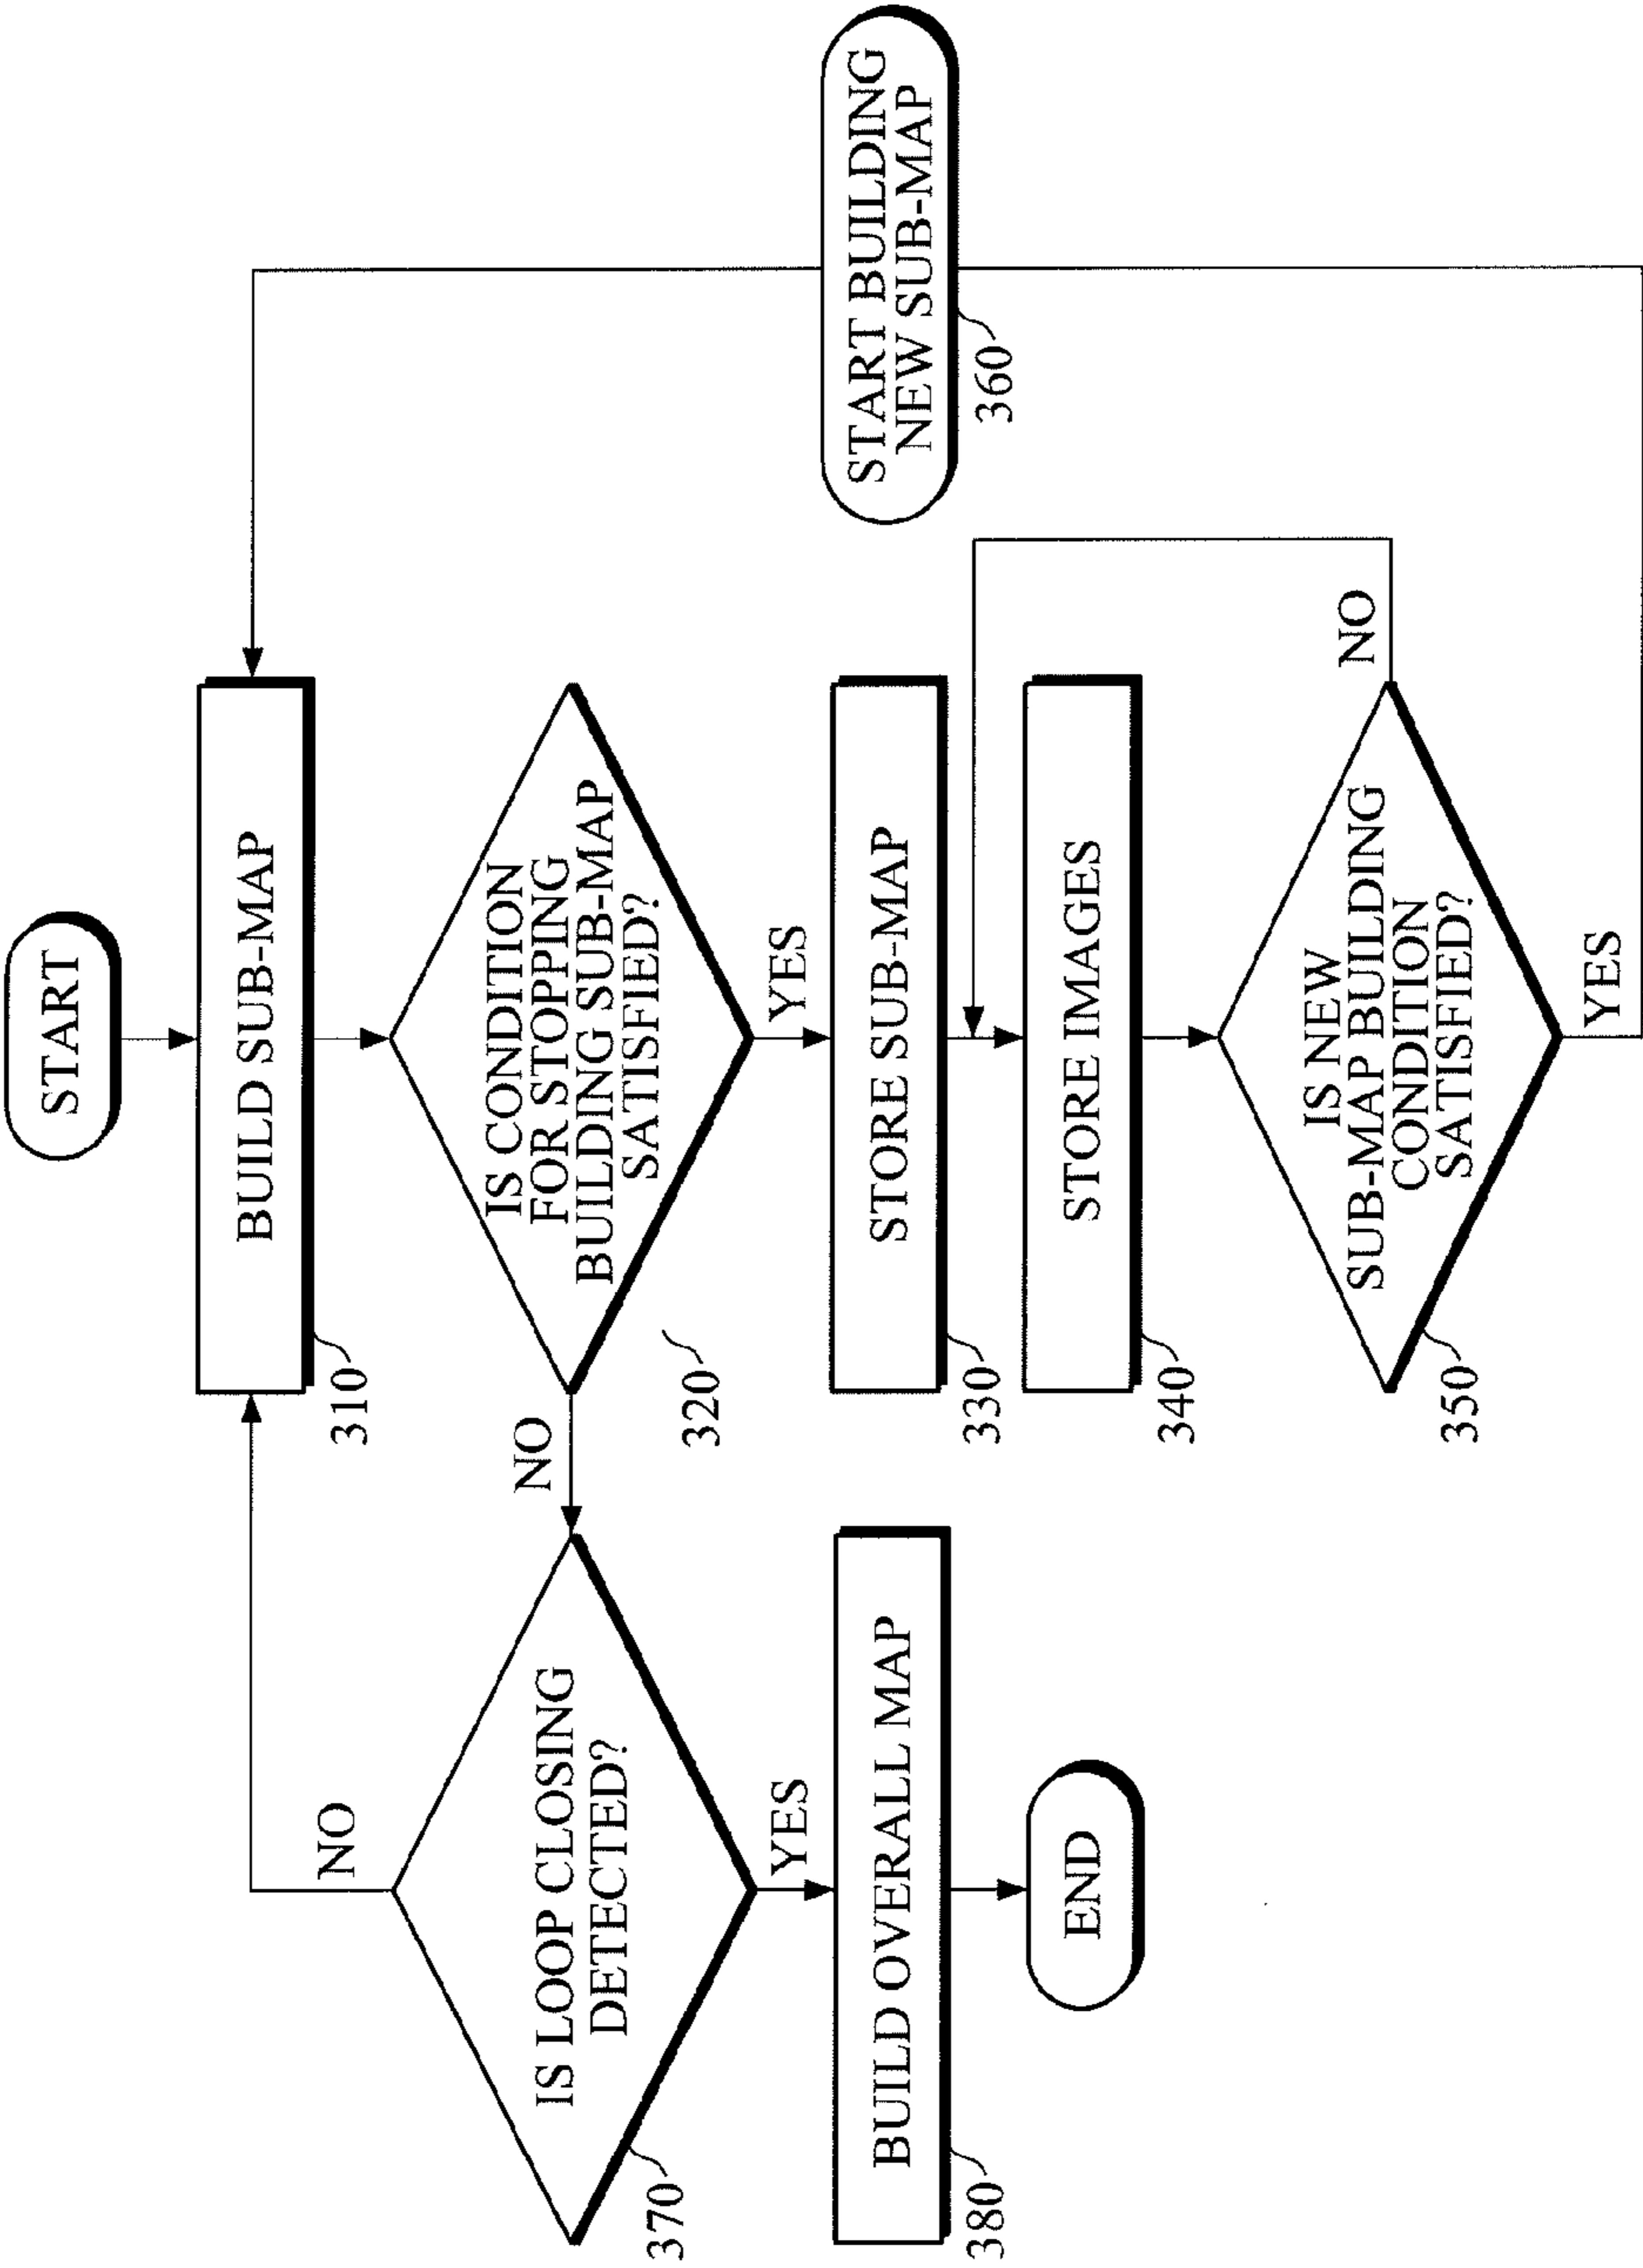 START
BUILD SUB-MAP
310
IS CONDITION
FOR STOPPING
BUILDING SUB-MAP
SATISFIED?
320
NO
YES
IS LOOP CLOSING
DETECTED?
370
NO
YES
STORE SUB-MAP
330
BUILD OVERALL MAP
380
START BUILDING
NEW SUB-MAP
360
STORE IMAGES
340
END
IS NEW
SUB-MAP BUILDING
CONDITION
SATISFIED?
350
NO
YES